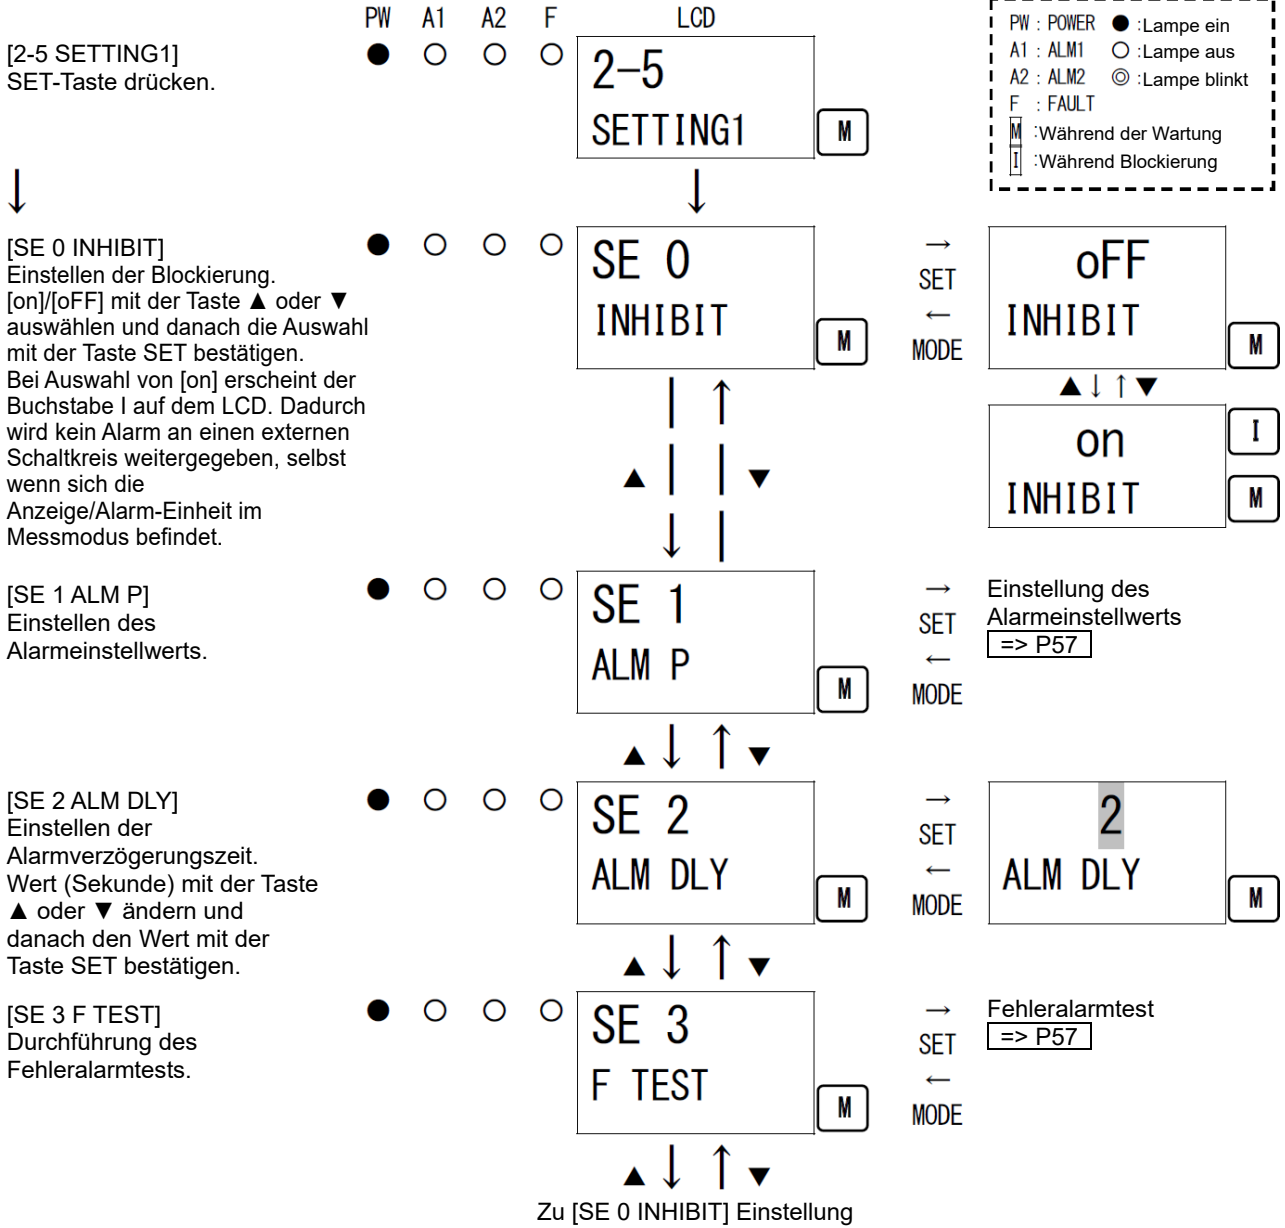 PW A1 A2 F LCD
PW : POWER ● :Lampe ein
A1 : ALM1 ○ :Lampe aus
A2 : ALM2 ◎ :Lampe blinkt
F : FAULT
M :Während der Wartung
I :Während Blockierung
[2-5 SETTING1]
SET-Taste drücken.
● ○ ○ ○
2-5
SETTING1 M
↓ ↓
[SE 0 INHIBIT]
Einstellen der Blockierung.
[on]/[oFF] mit der Taste ▲ oder ▼
auswählen und danach die Auswahl
mit der Taste SET bestätigen.
Bei Auswahl von [on] erscheint der
Buchstabe I auf dem LCD. Dadurch
wird kein Alarm an einen externen
Schaltkreis weitergegeben, selbst
wenn sich die
Anzeige/Alarm-Einheit im
Messmodus befindet.
● ○ ○ ○
SE 0
INHIBIT M
→
SET
←
MODE
oFF
INHIBIT M
▲↓ ↑▼
on I
INHIBIT M
▲ ↓ ↑ ▼
[SE 1 ALM P]
Einstellen des
Alarmeinstellwerts.
● ○ ○ ○
SE 1
ALM P M
→
SET
←
MODE
Einstellung des
Alarmeinstellwerts
=> P57
▲ ↓ ↑ ▼
[SE 2 ALM DLY]
Einstellen der
Alarmverzögerungszeit.
Wert (Sekunde) mit der Taste
▲ oder ▼ ändern und
danach den Wert mit der
Taste SET bestätigen.
● ○ ○ ○
SE 2
ALM DLY M
→
SET
←
MODE
2
ALM DLY M
▲ ↓ ↑ ▼
[SE 3 F TEST]
Durchführung des
Fehleralarmtests.
● ○ ○ ○
SE 3
F TEST M
→
SET
←
MODE
Fehleralarmtest
=> P57
▲ ↓ ↑ ▼
Zu [SE 0 INHIBIT] Einstellung